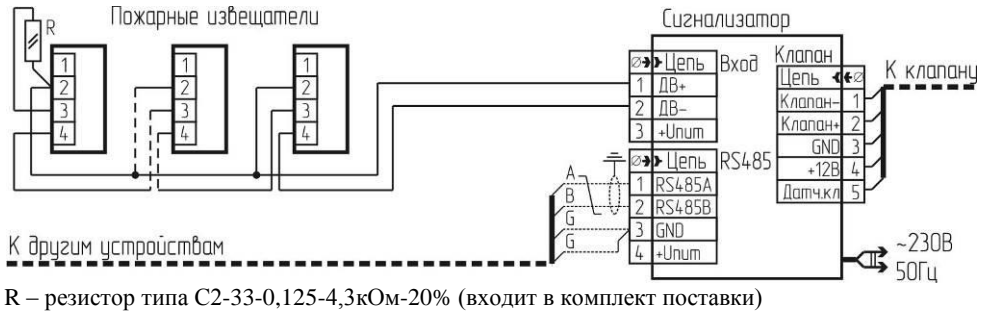 R
Пожарные извещатели
1
2
3
4
1
2
3
4
1
2
3
4
Сигнализатор
Цепь Вход
1 ДВ+
2 ДВ-
3 +Uпит
Цепь RS485
1 RS485A
2 RS485B
3 GND
4 +Uпит
A
B
G
G
Клапан
Цепь
Клапан- 1
Клапан+ 2
GND 3
+12В 4
Датч.кл 5
К клапану
~230В
50Гц
К другим устройствам
R – резистор типа С2-33-0,125-4,3кОм-20% (входит в комплект поставки)